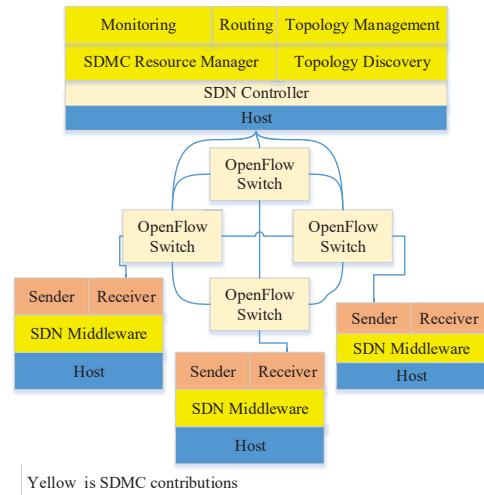 Monitoring Routing Topology Management
SDMC Resource Manager Topology Discovery
SDN Controller
Host
OpenFlow
Switch
OpenFlow
Switch
OpenFlow
Switch
OpenFlow
Switch
Sender Receiver
SDN Middleware
Host
Sender Receiver
SDN Middleware
Host
Sender Receiver
SDN Middleware
Host
Yellow is SDMC contributions